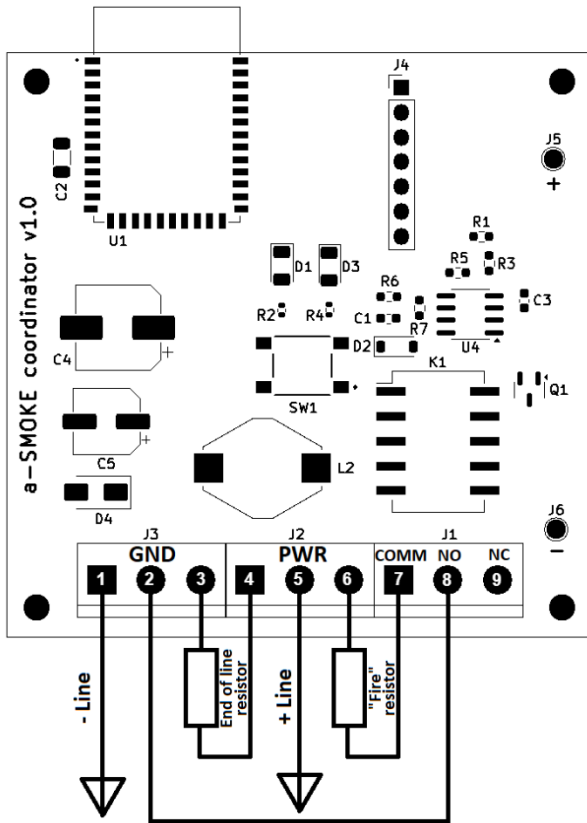 J4
J5
+
C2
U1
a-SMOKE coordinator v1.0
R1
R3
R5
D1
D3
R6
C3
R2
R4
C1
R7
U4
D2
C4
+
K1
Q1
SW1
+
C5
L2
D4
J6
-
J3
J2
J1
GND
PWR
COMM NO NC
1 2 3 4 5 6 7 8 9
- Line
End of line
resistor
+ Line
"Fire"
resistor